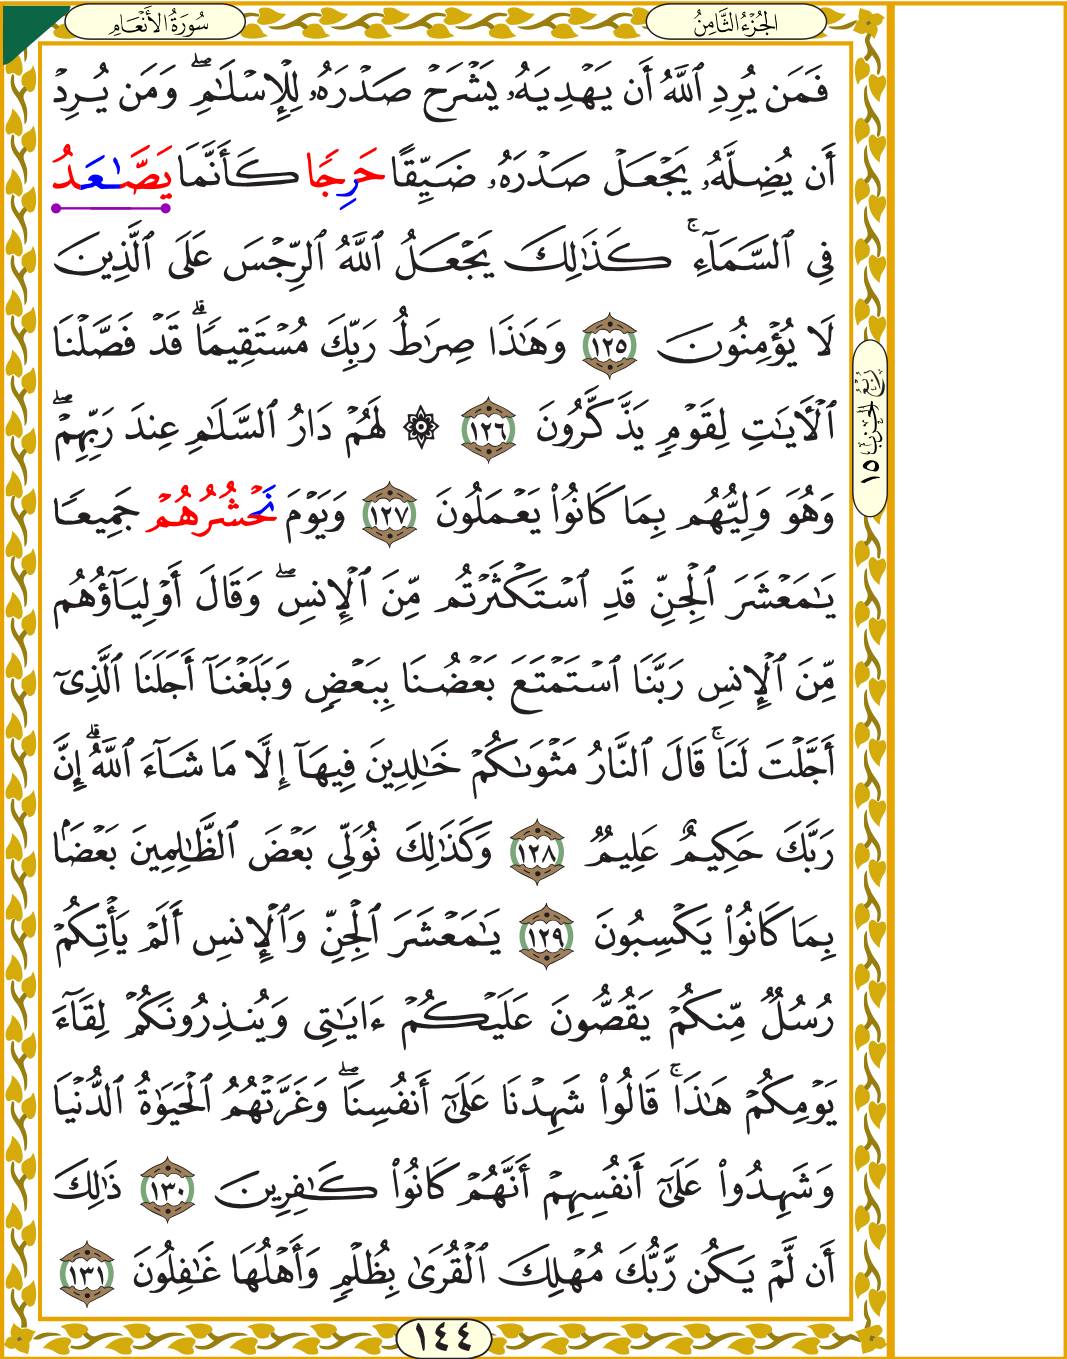 سُورَةُ الأَنْعَامِ
الجُزْءُ الثَّامِنُ
فَمَن يُرِدِ ٱللَّهُ أَن يَهْدِيَهُۥ يَشْرَحْ صَدْرَهُۥ لِلْإِسْلَـٰمِ ۖ وَمَن يُرِدْ
أَن يُضِلَّهُۥ يَجْعَلْ صَدْرَهُۥ ضَيِّقًا حَرِجًا كَأَنَّمَا يَصَّـٰعَدُ
فِى ٱلسَّمَآءِ ۚ كَذَٰلِكَ يَجْعَلُ ٱللَّهُ ٱلرِّجْسَ عَلَى ٱلَّذِينَ
لَا يُؤْمِنُونَ ١٢٥ وَهَـٰذَا صِرَٰطُ رَبِّكَ مُسْتَقِيمًا ۗ قَدْ فَصَّلْنَا
ٱلْـَٔايَـٰتِ لِقَوْمٍ يَذَّكَّرُونَ ١٢٦ ۞ لَهُمْ دَارُ ٱلسَّلَـٰمِ عِندَ رَبِّهِمْ ۖ
وَهُوَ وَلِيُّهُم بِمَا كَانُوا۟ يَعْمَلُونَ ١٢٧ وَيَوْمَ نَحْشُرُهُمْ جَمِيعًا
يَـٰمَعْشَرَ ٱلْجِنِّ قَدِ ٱسْتَكْثَرْتُم مِّنَ ٱلْإِنسِ ۖ وَقَالَ أَوْلِيَآؤُهُم
مِّنَ ٱلْإِنسِ رَبَّنَا ٱسْتَمْتَعَ بَعْضُنَا بِبَعْضٍ وَبَلَغْنَآ أَجَلَنَا ٱلَّذِىٓ
أَجَّلْتَ لَنَا ۚ قَالَ ٱلنَّارُ مَثْوَىٰكُمْ خَـٰلِدِينَ فِيهَآ إِلَّا مَا شَآءَ ٱللَّهُ ۗ إِنَّ
رَبَّكَ حَكِيمٌ عَلِيمٌ ١٢٨ وَكَذَٰلِكَ نُوَلِّى بَعْضَ ٱلظَّـٰلِمِينَ بَعْضًۢا
بِمَا كَانُوا۟ يَكْسِبُونَ ١٢٩ يَـٰمَعْشَرَ ٱلْجِنِّ وَٱلْإِنسِ أَلَمْ يَأْتِكُمْ
رُسُلٌ مِّنكُمْ يَقُصُّونَ عَلَيْكُمْ ءَايَـٰتِى وَيُنذِرُونَكُمْ لِقَآءَ
يَوْمِكُمْ هَـٰذَا ۚ قَالُوا۟ شَهِدْنَا عَلَىٰٓ أَنفُسِنَا ۖ وَغَرَّتْهُمُ ٱلْحَيَوٰةُ ٱلدُّنْيَا
وَشَهِدُوا۟ عَلَىٰٓ أَنفُسِهِمْ أَنَّهُمْ كَانُوا۟ كَـٰفِرِينَ ١٣٠ ذَٰلِكَ
أَن لَّمْ يَكُن رَّبُّكَ مُهْلِكَ ٱلْقُرَىٰ بِظُلْمٍ وَأَهْلُهَا غَـٰفِلُونَ ١٣١
رُبْعُ الحِزْبِ ١٥
١٤٤